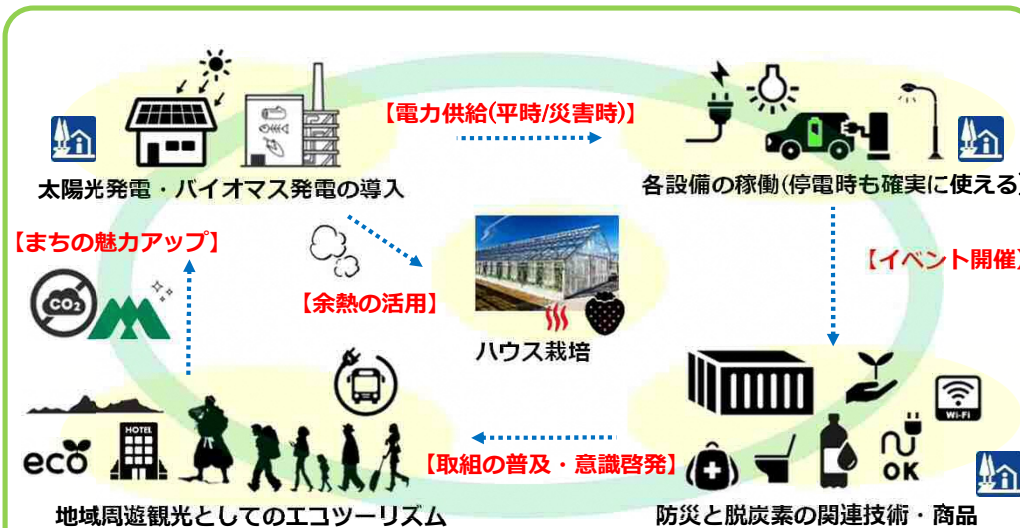 【電力供給(平時/災害時)】
太陽光発電・バイオマス発電の導入
各設備の稼働(停電時も確実に使える)
【まちの魅力アップ】
【イベント開催】
CO2
【余熱の活用】
ハウス栽培
HOTEL
eco
Wi-Fi
OK
【取組の普及・意識啓発】
地域周遊観光としてのエコツーリズム
防災と脱炭素の関連技術・商品